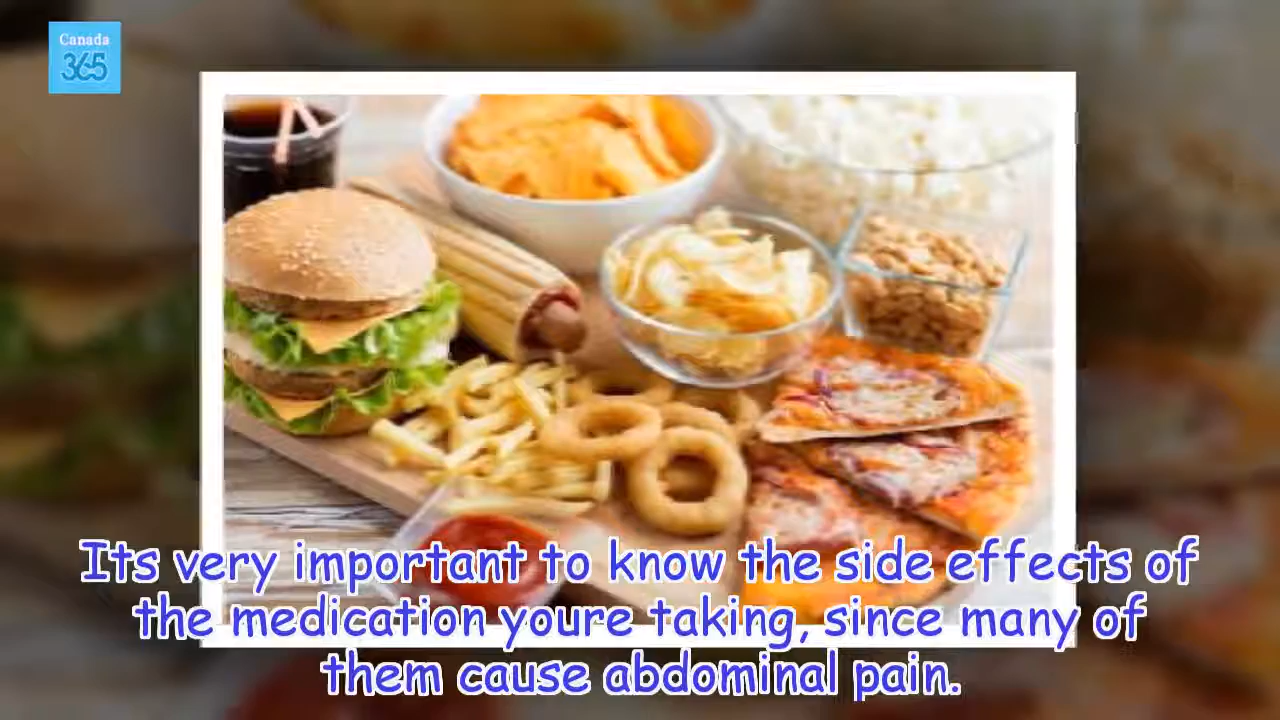 Canada
365
Its very important to know the side effects of
the medication youre taking, since many of
them cause abdominal pain.